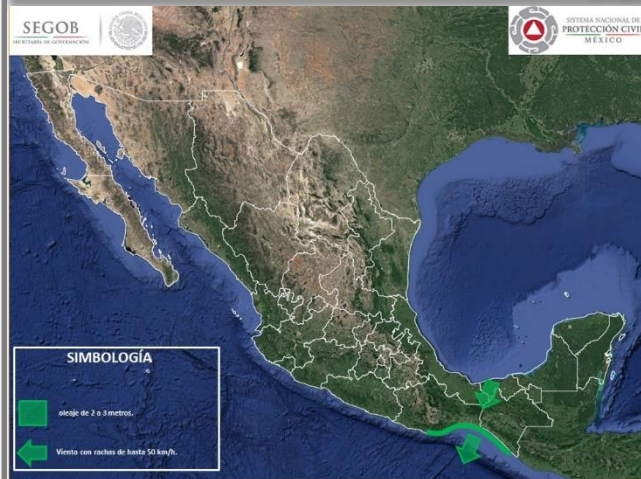 SEGOB
SECRETARÍA DE GOBERNACIÓN
SISTEMA NACIONAL DE
PROTECCIÓN CIVIL
MÉXICO
SIMBOLOGÍA
oleaje de 2 a 3 metros.
Viento con rachas de hasta 50 km/h.